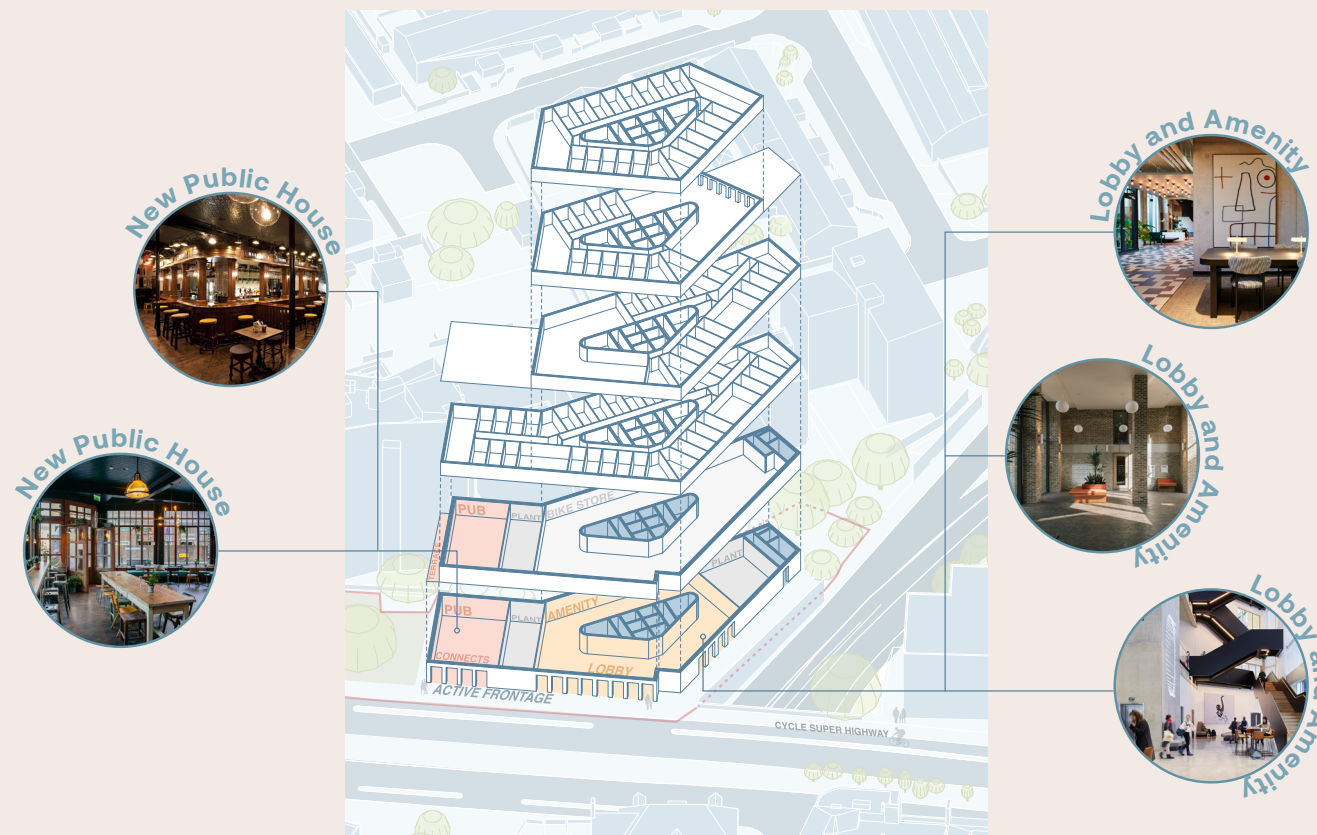 New Public House
Lobby and Amenity
Lobby and Amenity
New Public House
PUB
PLANT
BIKE STORE
TERRACE
PLANT
PUB
PLANT
AMENITY
CONNECTS
LOBBY
ACTIVE FRONTAGE
CYCLE SUPER HIGHWAY
Lobby and Amenity